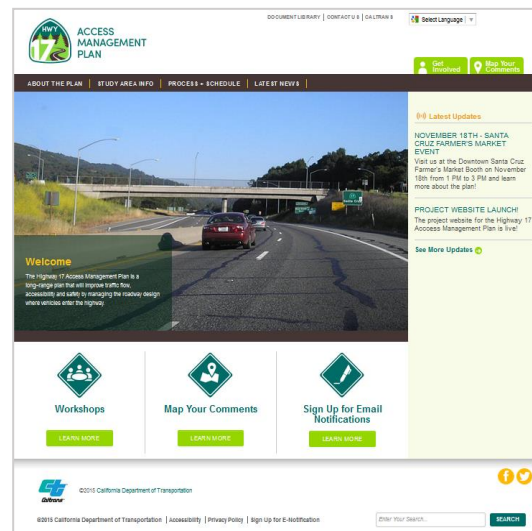 DOCUMENT LIBRARY | CONTACT US | CALTRANS
Select Language ▼
HWY
17
ACCESS
MANAGEMENT
PLAN
Get
Involved
Map Your
Comments
ABOUT THE PLAN | STUDY AREA INFO | PROCESS + SCHEDULE | LATEST NEWS |
Latest Updates
NOVEMBER 18TH - SANTA
CRUZ FARMER'S MARKET
EVENT
Visit us at the Downtown Santa Cruz
Farmer's Market Booth on November
18th from 1 PM to 3 PM and learn
more about the plan!
PROJECT WEBSITE LAUNCH!
The project website for the Highway 17
Accoess Management Plan is live!
See More Updates
Welcome
The Highway 17 Access Management Plan is a
long-range plan that will improve traffic flow,
accessibility and safety by managing the roadway design
where vehicles enter the highway.
Workshops
LEARN MORE
Map Your Comments
LEARN MORE
Sign Up for Email
Notifications
LEARN MORE
Caltrans
©2015 California Department of Transportation
©2015 California Department of Transportation | Accessibility | Privacy Policy | Sign Up for E-Notification
Enter Your Search..
SEARCH